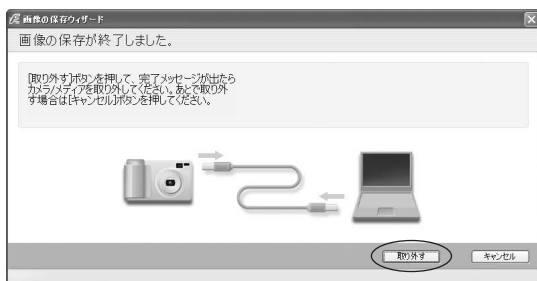 画像の保存ウィザード
画像の保存が終了しました。
[取り外す]ボタンを押して、完了メッセージが出たら
カメラ/メディアを取り外してください。あとで取り外
す場合は[キャンセル]ボタンを押してください。
取り外す
キャンセル